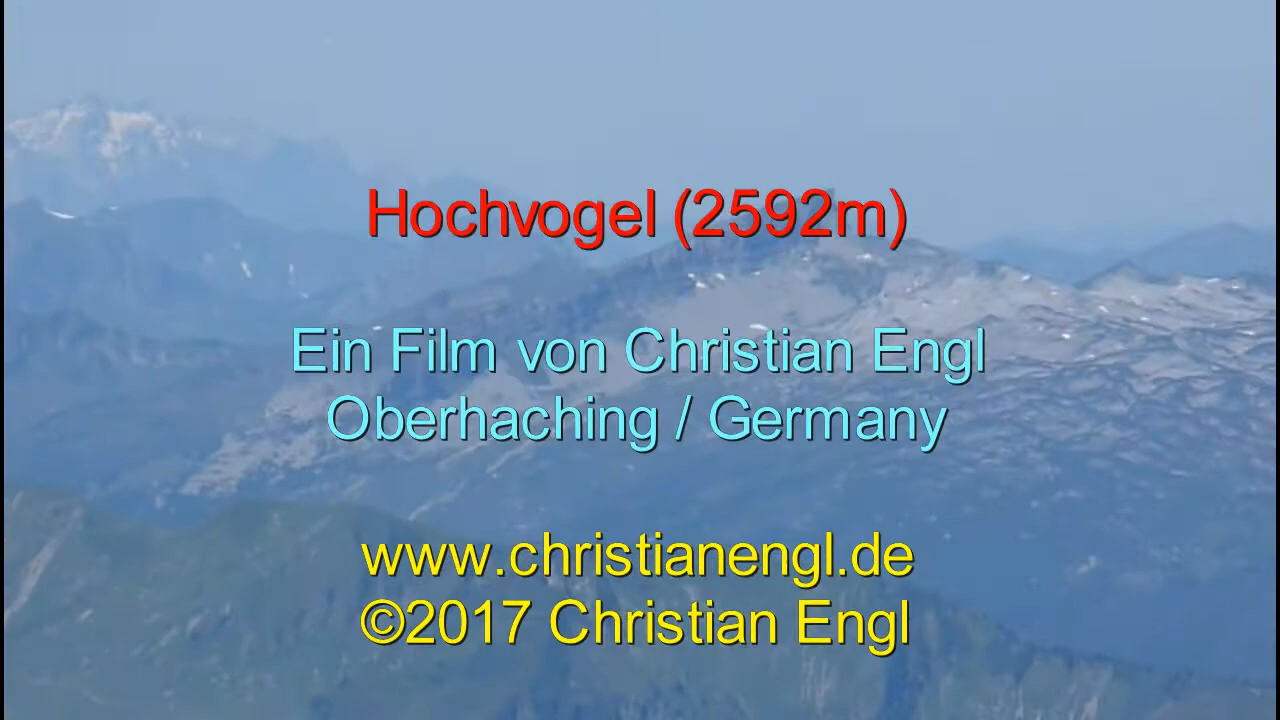 Hochvogel (2592m)
Ein Film von Christian Engl
Oberhaching / Germany
www.christianengl.de
©2017 Christian Engl